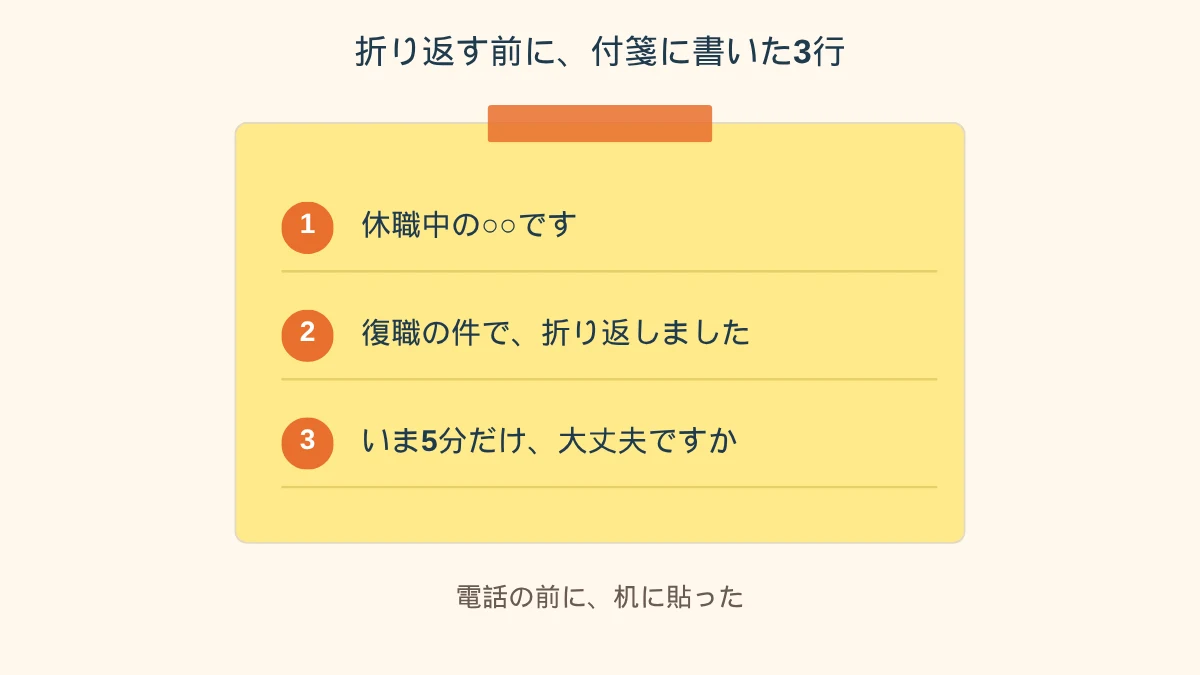 折り返す前に、付箋に書いた3行
1 休職中の○○です
2 復職の件で、折り返しました
3 いま5分だけ、大丈夫ですか
電話の前に、机に貼った